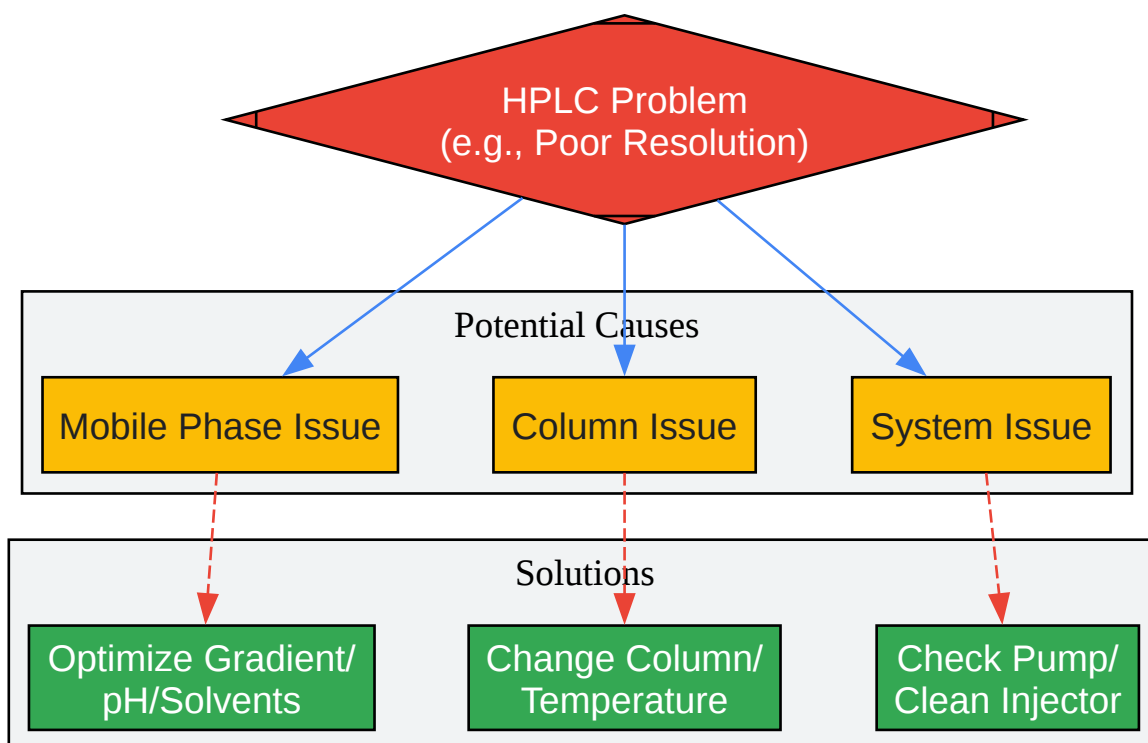 HPLC Problem
(e.g., Poor Resolution)
Potential Causes
Mobile Phase Issue
Column Issue
System Issue
Solutions
Optimize Gradient/
pH/Solvents
Change Column/
Temperature
Check Pump/
Clean Injector